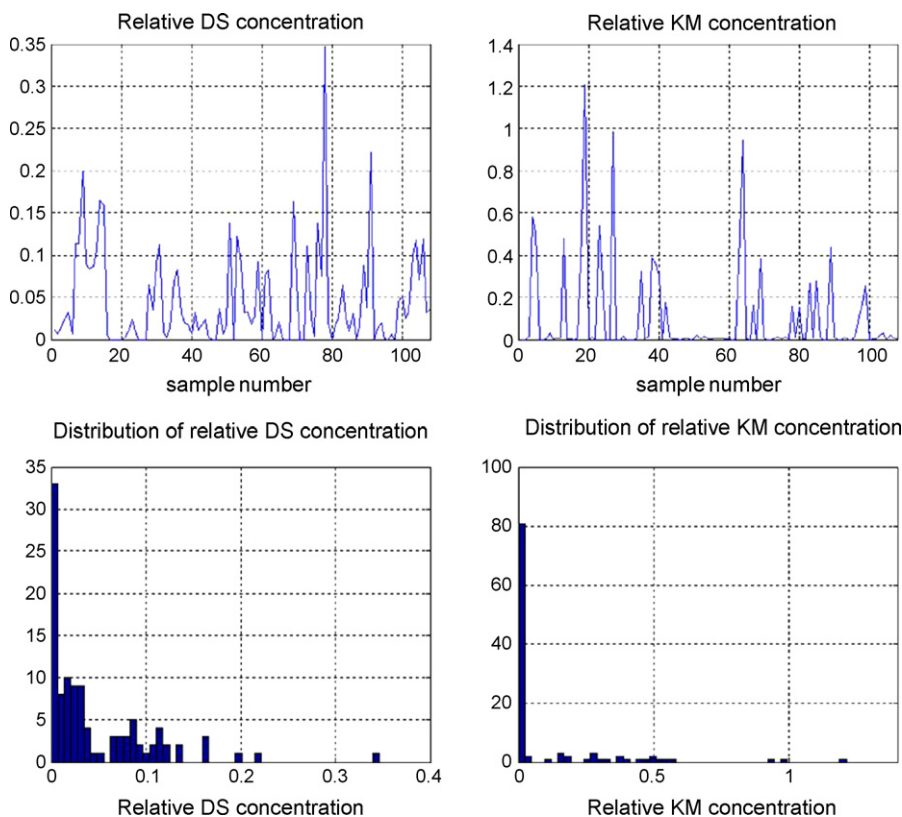 Relative DS concentration
0.35
0.3
0.25
0.2
0.15
0.1
0.05
0
0 20 40 60 80 100
sample number
Relative KM concentration
1.4
1.2
1
0.8
0.6
0.4
0.2
0
0 20 40 60 80 100
sample number
Distribution of relative DS concentration
35
30
25
20
15
10
5
0
0 0.1 0.2 0.3 0.4
Relative DS concentration
Distribution of relative KM concentration
100
80
60
40
20
0
0 0.5 1
Relative KM concentration